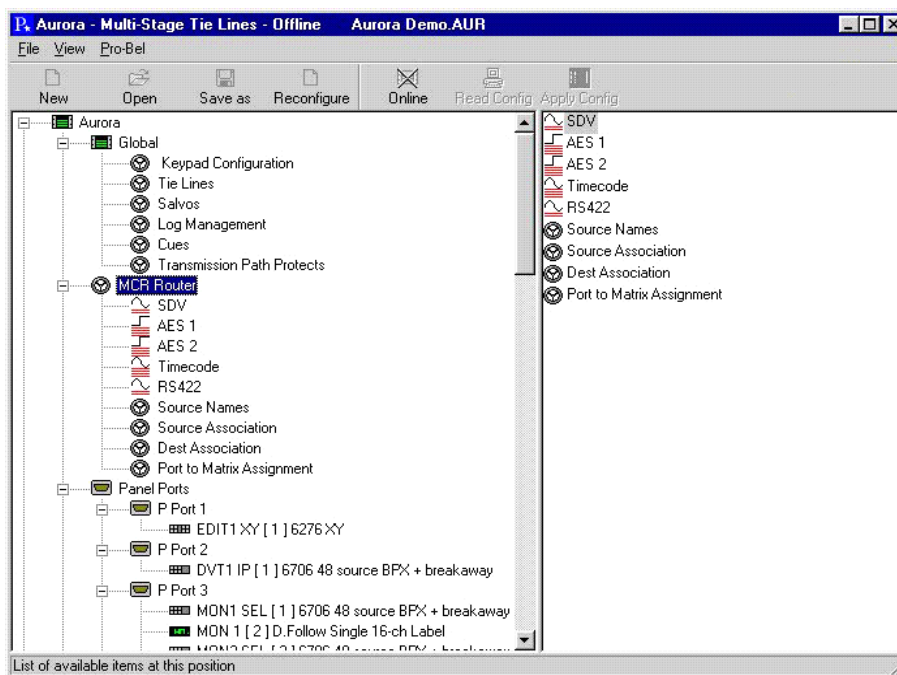 Aurora - Multi-Stage Tie Lines - Offline Aurora Demo.AUR
File View Pro-Bel
New Open Save as Reconfigure Online Read Config Apply Config
Aurora
Global
Keypad Configuration
Tie Lines
Salvos
Log Management
Cues
Transmission Path Protects
MCR Router
SDV
AES 1
AES 2
Timecode
RS422
Source Names
Source Association
Dest Association
Port to Matrix Assignment
Panel Ports
P Port 1
EDIT1 XY [ 1 ] 6276 XY
P Port 2
DVT1 IP [ 1 ] 6706 48 source BPX + breakaway
P Port 3
MON1 SEL [ 1 ] 6706 48 source BPX + breakaway
MON 1 [ 2 ] D.Follow Single 16-ch Label
SDV
AES 1
AES 2
Timecode
RS422
Source Names
Source Association
Dest Association
Port to Matrix Assignment
List of available items at this position